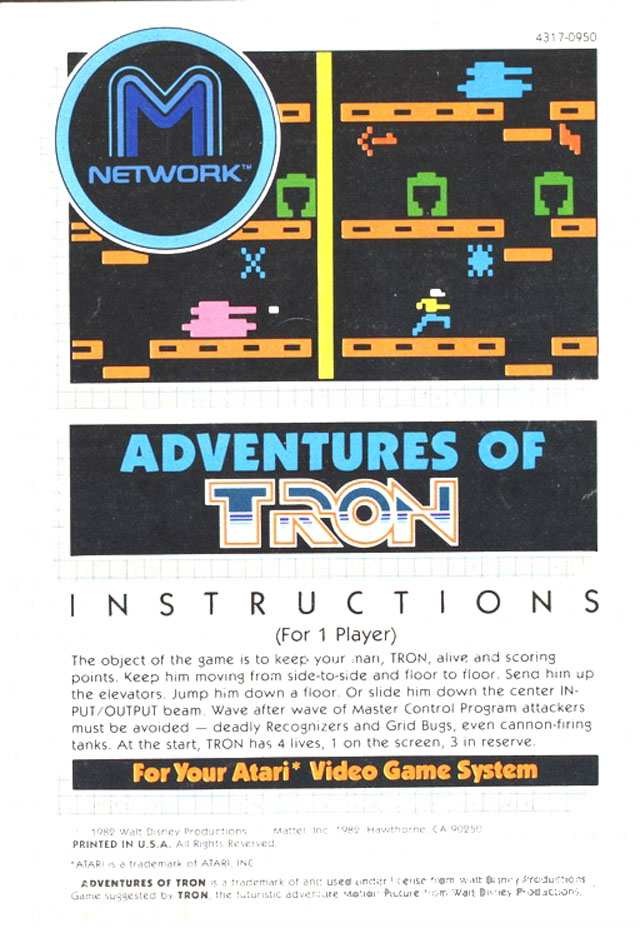 4317-0950
M
NETWORK™
ADVENTURES OF
TRON
INSTRUCTIONS
(For 1 Player)
The object of the game is to keep your man, TRON, alive and scoring
points. Keep him moving from side-to-side and floor to floor. Send him up
the elevators. Jump him down a floor. Or slide him down the center IN-
PUT/OUTPUT beam. Wave after wave of Master Control Program attackers
must be avoided — deadly Recognizers and Grid Bugs, even cannon-firing
tanks. At the start, TRON has 4 lives, 1 on the screen, 3 in reserve.
For Your Atari* Video Game System
1982 Walt Disney Productions Mattel Inc. 1982 Hawthorne, CA 90250
PRINTED IN U.S.A. All Rights Reserved.
*ATARI is a trademark of ATARI, INC.
ADVENTURES OF TRON is a trademark of and used under license from Walt Disney Productions
Game suggested by TRON, the futuristic adventure Motion Picture from Walt Disney Productions.